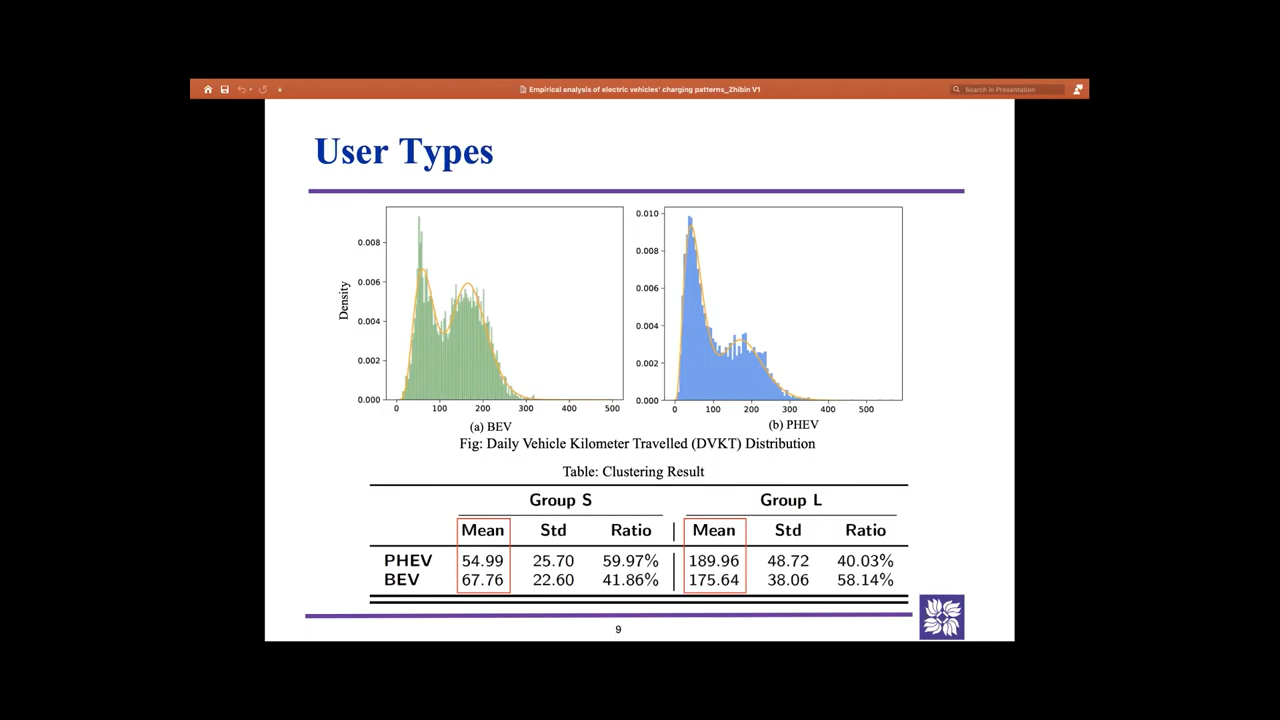 Empirical analysis of electric vehicles' charging patterns_Zhibin V1
Search in Presentation
User Types
Density
0.008
0.006
0.004
0.002
0.000
0 100 200 300 400 500
(a) BEV
0.010
0.008
0.006
0.004
0.002
0.000
0 100 200 300 400 500
(b) PHEV
Fig: Daily Vehicle Kilometer Travelled (DVKT) Distribution
Table: Clustering Result
Group S Group L
Mean Std Ratio Mean Std Ratio
PHEV 54.99 25.70 59.97% 189.96 48.72 40.03%
BEV 67.76 22.60 41.86% 175.64 38.06 58.14%
9